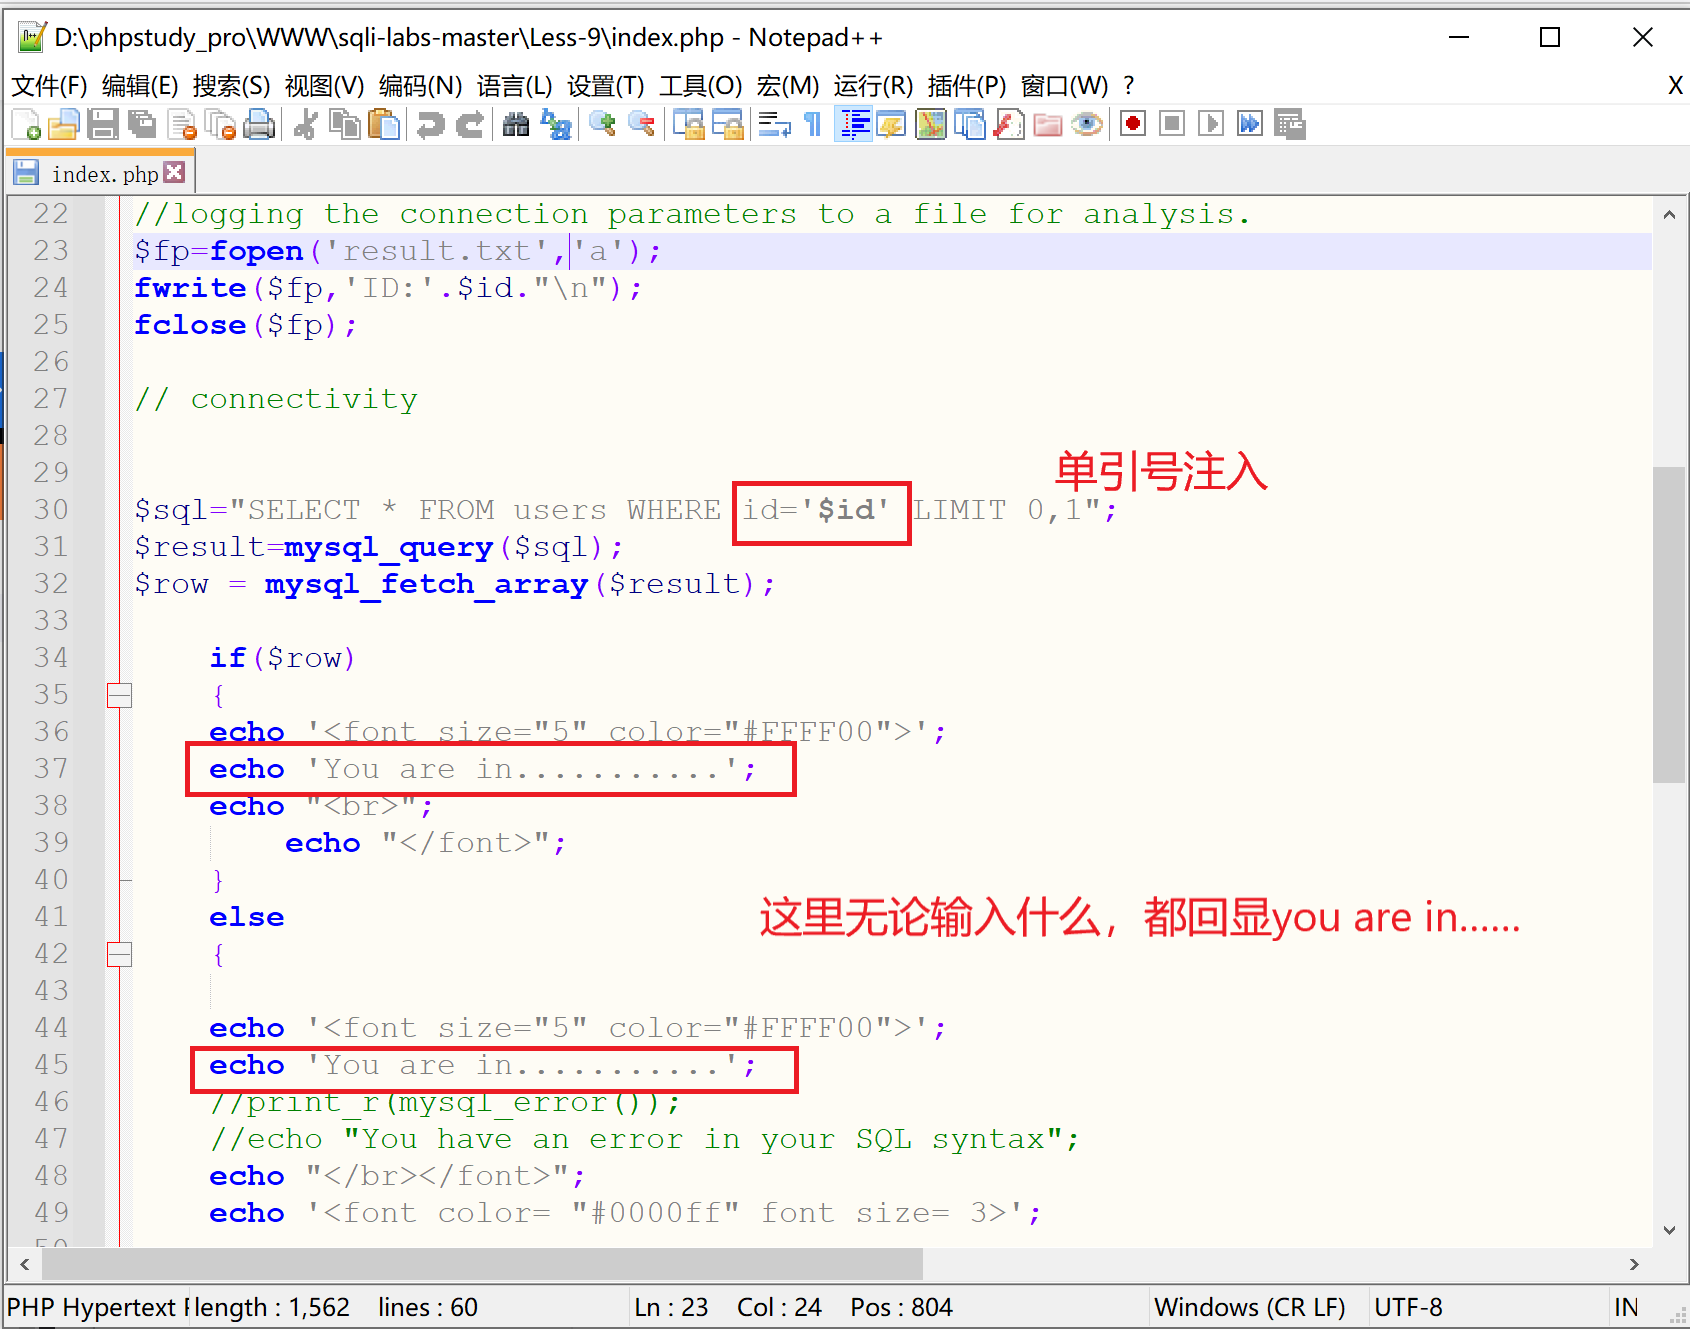 D:\phpstudy_pro\WWW\sqli-labs-master\Less-9\index.php - Notepad++
文件(F) 编辑(E) 搜索(S) 视图(V) 编码(N) 语言(L) 设置(T) 工具(O) 宏(M) 运行(R) 插件(P) 窗口(W) ? X
index.php
22 //logging the connection parameters to a file for analysis.
23 $fp=fopen('result.txt','a');
24 fwrite($fp,'ID:'.$id."\n");
25 fclose($fp);
26
27 // connectivity
28
29
单引号注入
30 $sql="SELECT * FROM users WHERE id='$id' LIMIT 0,1";
31 $result=mysql_query($sql);
32 $row = mysql_fetch_array($result);
33
34 if($row)
35 {
36 echo '<font size="5" color="#FFFF00">';
37 echo 'You are in...........';
38 echo "<br>";
39 echo "</font>";
40 }
41 else
这里无论输入什么，都回显you are in......
42 {
43
44 echo '<font size="5" color="#FFFF00">';
45 echo 'You are in...........';
46 //print_r(mysql_error());
47 //echo "You have an error in your SQL syntax";
48 echo "</br></font>";
49 echo '<font color= "#0000ff" font size= 3>';
50
PHP Hypertext length : 1,562 lines : 60 Ln : 23 Col : 24 Pos : 804 Windows (CR LF) UTF-8 IN